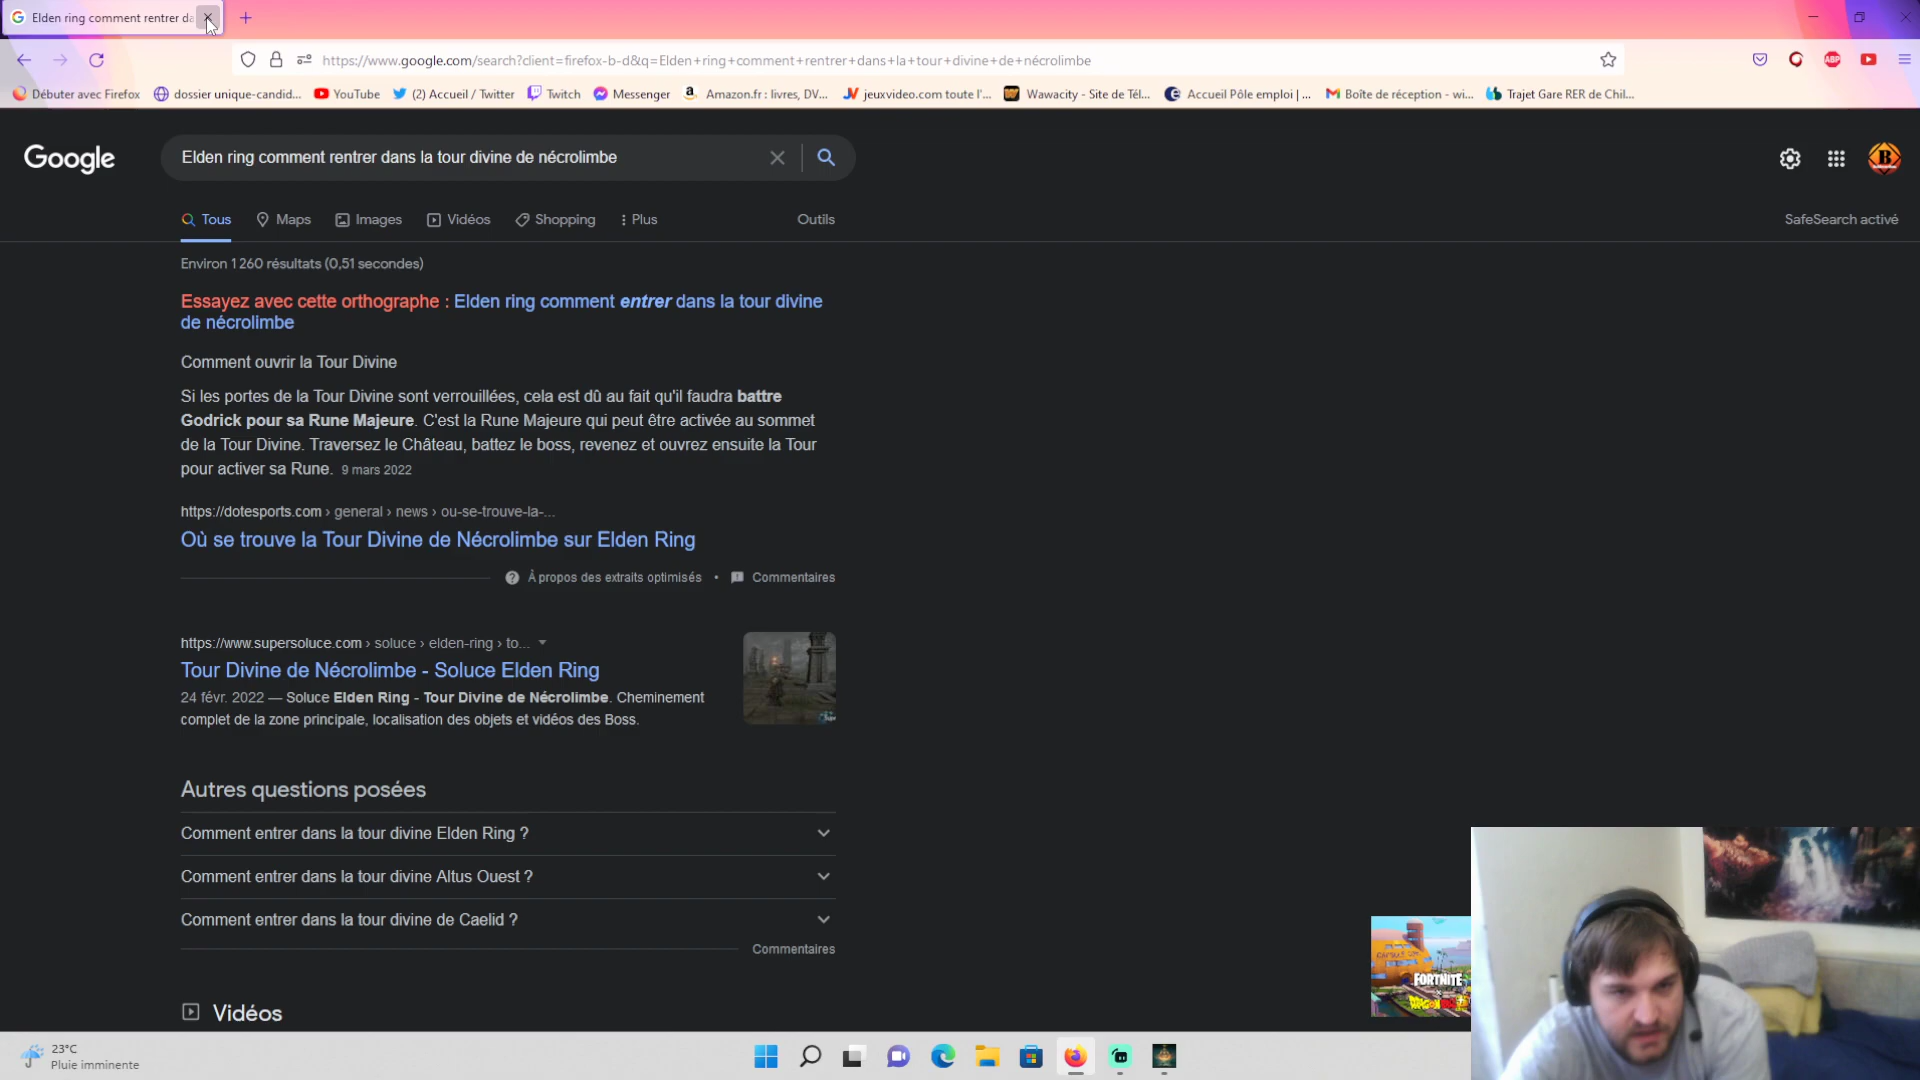 Elden ring comment rentrer da
https://www.google.com/search?client=firefox-b-d&q=Elden+ring+comment+rentrer+dans+la+tour+divine+de+nécrolimbe
ABP
Débuter avec Firefox dossier unique-candid... YouTube (2) Accueil / Twitter Twitch Messenger Amazon.fr : livres, DV... jeuxvideo.com toute l'... Wawacity - Site de Tél... Accueil Pôle emploi | ... Boîte de réception - wi... Trajet Gare RER de Chil...
Google
Elden ring comment rentrer dans la tour divine de nécrolimbe
B
Tous Maps Images Vidéos Shopping Plus Outils SafeSearch activé
Environ 1 260 résultats (0,51 secondes)
Essayez avec cette orthographe : Elden ring comment entrer dans la tour divine
de nécrolimbe
Comment ouvrir la Tour Divine
Si les portes de la Tour Divine sont verrouillées, cela est dû au fait qu'il faudra battre
Godrick pour sa Rune Majeure. C'est la Rune Majeure qui peut être activée au sommet
de la Tour Divine. Traversez le Château, battez le boss, revenez et ouvrez ensuite la Tour
pour activer sa Rune. 9 mars 2022
https://dotesports.com › general › news › ou-se-trouve-la-...
Où se trouve la Tour Divine de Nécrolimbe sur Elden Ring
À propos des extraits optimisés • Commentaires
https://www.supersoluce.com › soluce › elden-ring › to...
Tour Divine de Nécrolimbe - Soluce Elden Ring
24 févr. 2022 — Soluce Elden Ring - Tour Divine de Nécrolimbe. Cheminement
complet de la zone principale, localisation des objets et vidéos des Boss.
Autres questions posées
Comment entrer dans la tour divine Elden Ring ?
Comment entrer dans la tour divine Altus Ouest ?
Comment entrer dans la tour divine de Caelid ?
Commentaires
Vidéos
FORTNITE
23°C
Pluie imminente